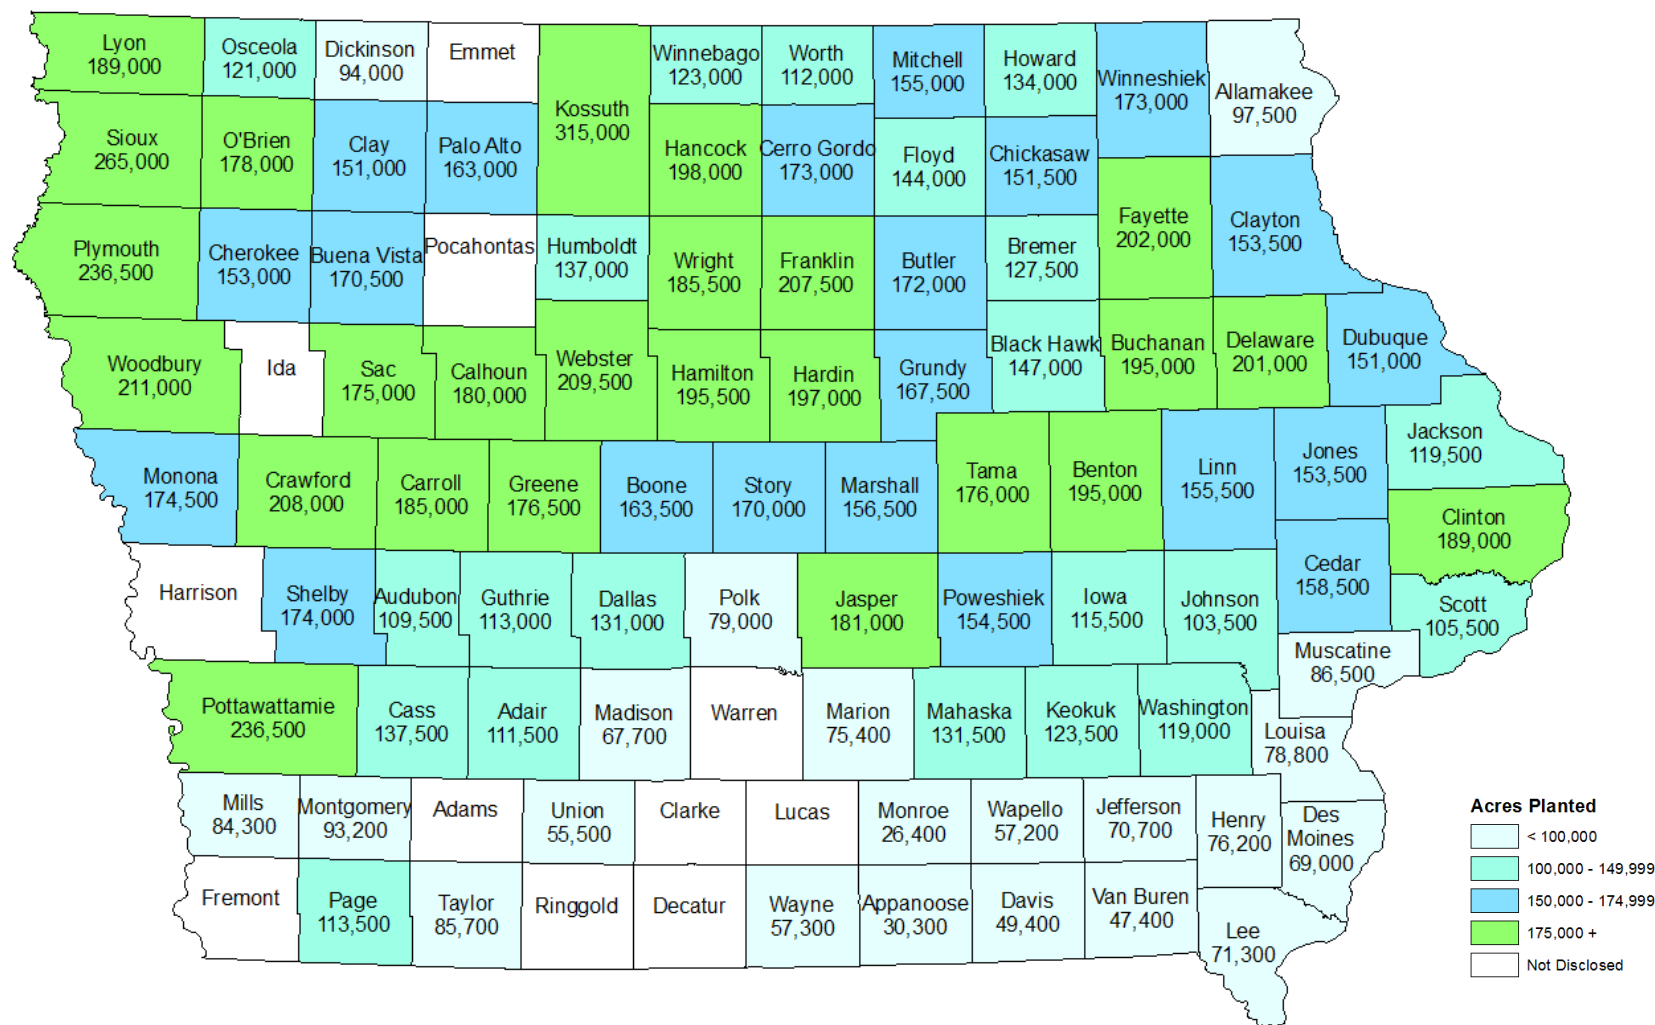 Lyon
189,000
Osceola
121,000
Dickinson
94,000
Emmet
Kossuth
315,000
Winnebago
123,000
Worth
112,000
Mitchell
155,000
Howard
134,000
Winneshiek
173,000
Allamakee
97,500
Sioux
265,000
O'Brien
178,000
Clay
151,000
Palo Alto
163,000
Hancock
198,000
Cerro Gordo
173,000
Floyd
144,000
Chickasaw
151,500
Fayette
202,000
Clayton
153,500
Plymouth
236,500
Cherokee
153,000
Buena Vista
170,500
Pocahontas
Humboldt
137,000
Wright
185,500
Franklin
207,500
Butler
172,000
Bremer
127,500
Woodbury
211,000
Ida
Sac
175,000
Calhoun
180,000
Webster
209,500
Hamilton
195,500
Hardin
197,000
Grundy
167,500
Black Hawk
147,000
Buchanan
195,000
Delaware
201,000
Dubuque
151,000
Monona
174,500
Crawford
208,000
Carroll
185,000
Greene
176,500
Boone
163,500
Story
170,000
Marshall
156,500
Tama
176,000
Benton
195,000
Linn
155,500
Jones
153,500
Jackson
119,500
Clinton
189,000
Harrison
Shelby
174,000
Audubon
109,500
Guthrie
113,000
Dallas
131,000
Polk
79,000
Jasper
181,000
Poweshiek
154,500
Iowa
115,500
Johnson
103,500
Cedar
158,500
Scott
105,500
Muscatine
86,500
Pottawattamie
236,500
Cass
137,500
Adair
111,500
Madison
67,700
Warren
Marion
75,400
Mahaska
131,500
Keokuk
123,500
Washington
119,000
Louisa
78,800
Mills
84,300
Montgomery
93,200
Adams
Union
55,500
Clarke
Lucas
Monroe
26,400
Wapello
57,200
Jefferson
70,700
Henry
76,200
Des
Moines
69,000
Fremont
Page
113,500
Taylor
85,700
Ringgold
Decatur
Wayne
57,300
Appanoose
30,300
Davis
49,400
Van Buren
47,400
Lee
71,300
Acres Planted
< 100,000
100,000 - 149,999
150,000 - 174,999
175,000 +
Not Disclosed